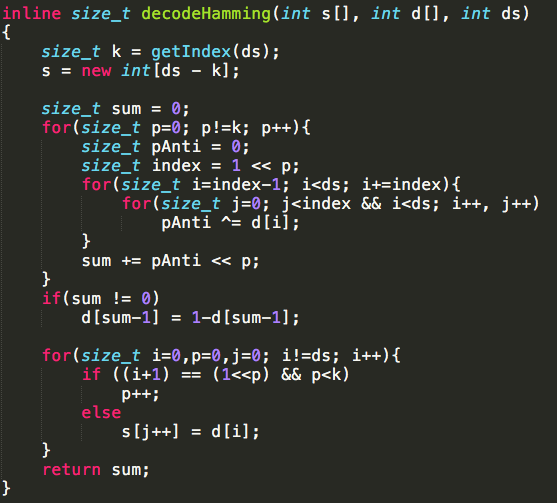 inline size_t decodeHamming(int s[], int d[], int ds)
{
    size_t k = getIndex(ds);
    s = new int[ds - k];

    size_t sum = 0;
    for(size_t p=0; p!=k; p++){
        size_t pAnti = 0;
        size_t index = 1 << p;
        for(size_t i=index-1; i<ds; i+=index){
            for(size_t j=0; j<index && i<ds; i++, j++)
                pAnti ^= d[i];
        }
        sum += pAnti << p;
    }
    if(sum != 0)
        d[sum-1] = 1-d[sum-1];

    for(size_t i=0,p=0,j=0; i!=ds; i++){
        if ((i+1) == (1<<p) && p<k)
            p++;
        else
            s[j++] = d[i];
    }
    return sum;
}